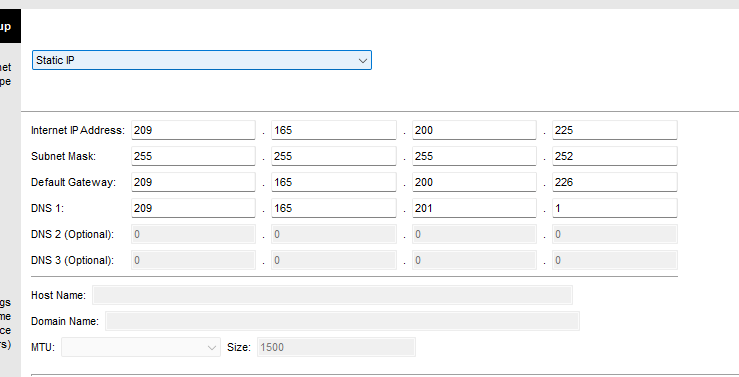 up
Static IP
net
pe
Internet IP Address: 209 . 165 . 200 . 225
Subnet Mask: 255 . 255 . 255 . 252
Default Gateway: 209 . 165 . 200 . 226
DNS 1: 209 . 165 . 201 . 1
DNS 2 (Optional): 0 . 0 . 0 . 0
DNS 3 (Optional): 0 . 0 . 0 . 0
Host Name:
gs
Domain Name:
me
ce
MTU: Size: 1500
rs)